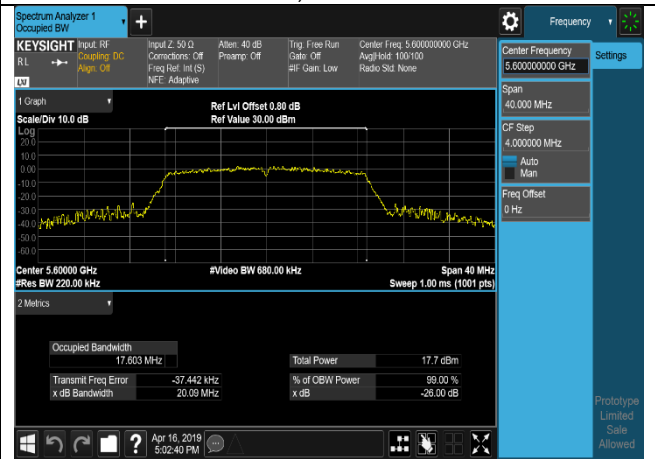 Spectrum Analyzer 1
Occupied BW
Frequency
KEYSIGHT
RL
LXI
Input: RF
Coupling: DC
Align: Off
Input Z: 50 Ω
Corrections: Off
Freq Ref: Int (S)
NFE: Adaptive
Atten: 40 dB
Preamp: Off
Trig: Free Run
Gate: Off
#IF Gain: Low
Center Freq: 5.600000000 GHz
Avg|Hold: 100/100
Radio Std: None
Center Frequency
5.600000000 GHz
Settings
Span
40.000 MHz
CF Step
4.000000 MHz
Auto
Man
Freq Offset
0 Hz
1 Graph
Scale/Div 10.0 dB
Ref Lvl Offset 0.80 dB
Ref Value 30.00 dBm
Log
20.0
10.0
0.00
-10.0
-20.0
-30.0
-40.0
-50.0
-60.0
Center 5.60000 GHz
#Video BW 680.00 kHz
Span 40 MHz
#Res BW 220.00 kHz
Sweep 1.00 ms (1001 pts)
2 Metrics
Occupied Bandwidth
17.603 MHz
Total Power 17.7 dBm
Transmit Freq Error -37.442 kHz
% of OBW Power 99.00 %
x dB Bandwidth 20.09 MHz
x dB -26.00 dB
Prototype
Limited
Sale
Allowed
Apr 16, 2019
5:02:40 PM